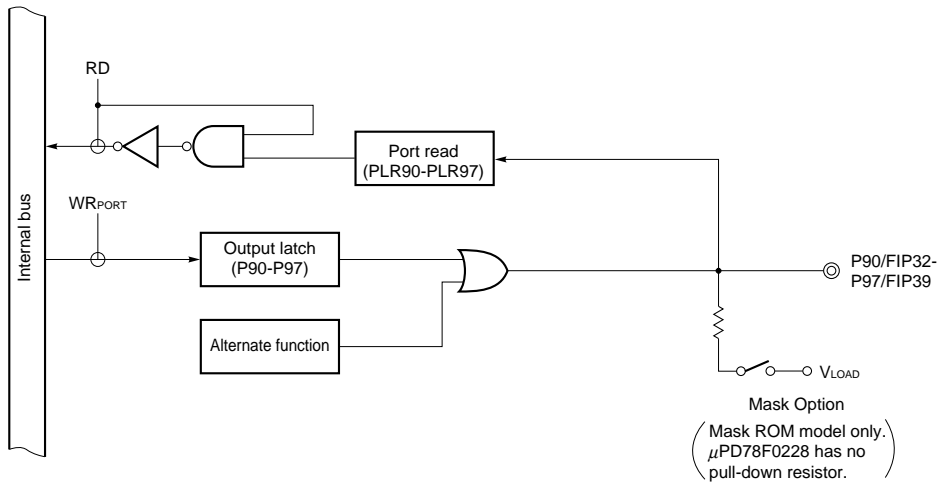 RD
Port read
(PLR90-PLR97)
WRPORT
Internal bus
Output latch
(P90-P97)
P90/FIP32-
P97/FIP39
Alternate function
VLOAD
Mask Option
Mask ROM model only.
µPD78F0228 has no
pull-down resistor.